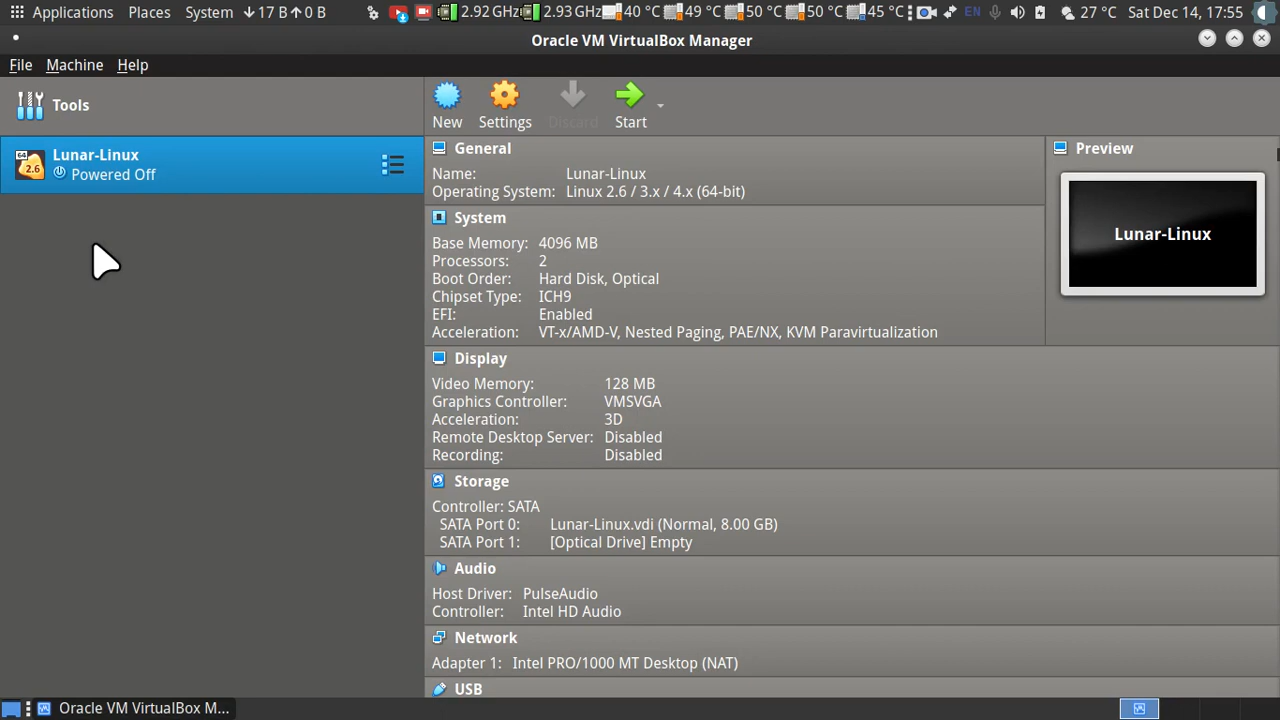 Applications Places System 17 B 0 B 2.92 GHz 2.93 GHz 40 °C 49 °C 50 °C 50 °C 45 °C EN 27 °C Sat Dec 14, 17:55
Oracle VM VirtualBox Manager
File Machine Help
Tools
New Settings Discard Start
64
2.6
Lunar-Linux
Powered Off
General
Name: Lunar-Linux
Operating System: Linux 2.6 / 3.x / 4.x (64-bit)
Preview
Lunar-Linux
System
Base Memory: 4096 MB
Processors: 2
Boot Order: Hard Disk, Optical
Chipset Type: ICH9
EFI: Enabled
Acceleration: VT-x/AMD-V, Nested Paging, PAE/NX, KVM Paravirtualization
Display
Video Memory: 128 MB
Graphics Controller: VMSVGA
Acceleration: 3D
Remote Desktop Server: Disabled
Recording: Disabled
Storage
Controller: SATA
SATA Port 0: Lunar-Linux.vdi (Normal, 8.00 GB)
SATA Port 1: [Optical Drive] Empty
Audio
Host Driver: PulseAudio
Controller: Intel HD Audio
Network
Adapter 1: Intel PRO/1000 MT Desktop (NAT)
USB
Oracle VM VirtualBox M...